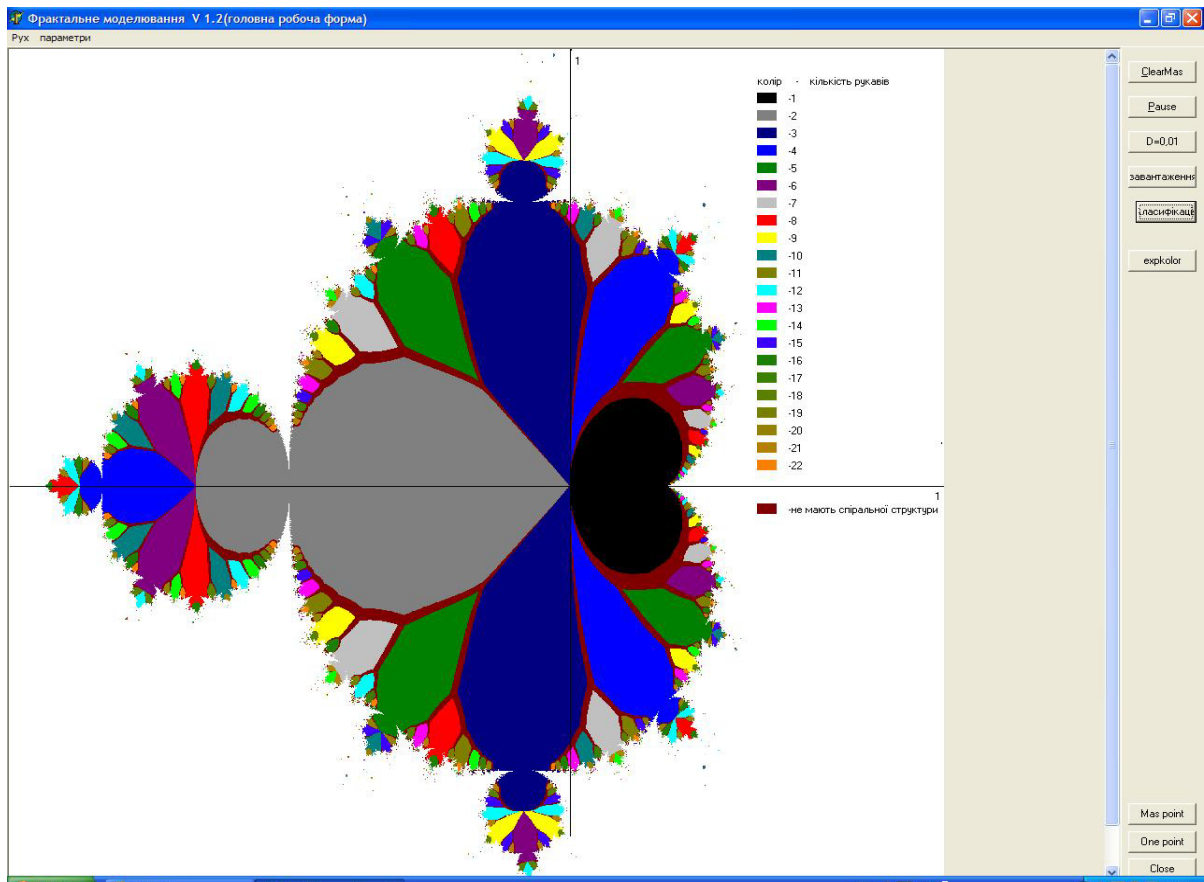 Фрактальне моделювання V 1.2(головна робоча форма)
Рух параметри
1
колір - кількість рукавів
-1
-2
-3
-4
-5
-6
-7
-8
-9
-10
-11
-12
-13
-14
-15
-16
-17
-18
-19
-20
-21
-22
1
-не мають спіральної структури
ClearMas
Pause
D=0,01
завантаження
ласифікаці
expkolor
Mas point
One point
Close